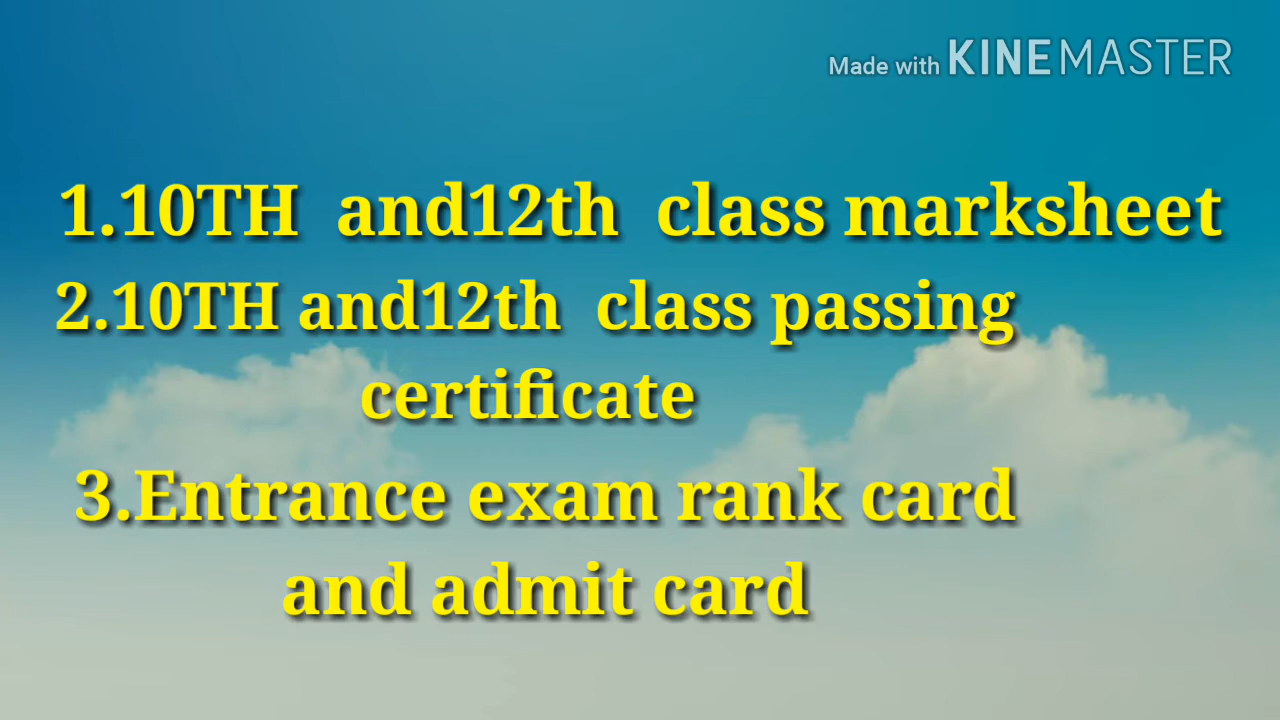 Made with KINEMASTER
1.10TH and12th class marksheet
2.10TH and12th class passing
certificate
3.Entrance exam rank card
and admit card